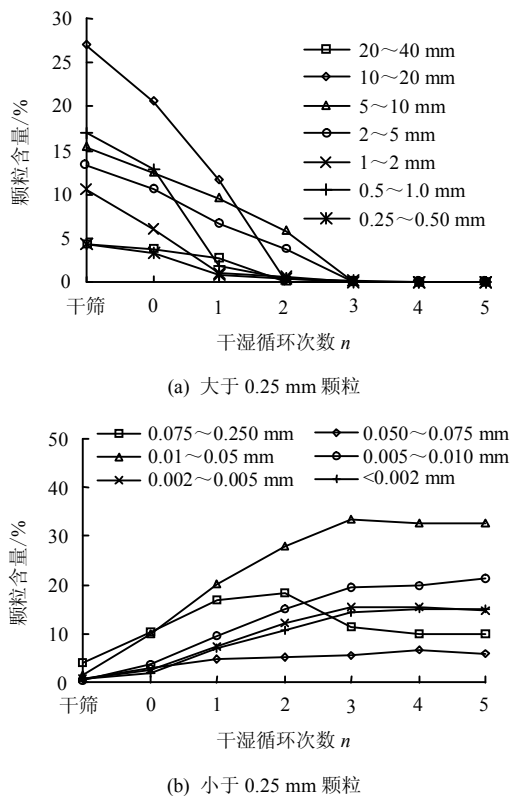 30
25
20
15
10
5
0
颗粒含量/%
20～40 mm
10～20 mm
5～10 mm
2～5 mm
1～2 mm
0.5～1.0 mm
0.25～0.50 mm
干筛 0 1 2 3 4 5
干湿循环次数 n
(a) 大于 0.25 mm 颗粒
50
40
30
20
10
0
颗粒含量/%
0.075～0.250 mm 0.050～0.075 mm
0.01～0.05 mm 0.005～0.010 mm
0.002～0.005 mm <0.002 mm
干筛 0 1 2 3 4 5
干湿循环次数 n
(b) 小于 0.25 mm 颗粒